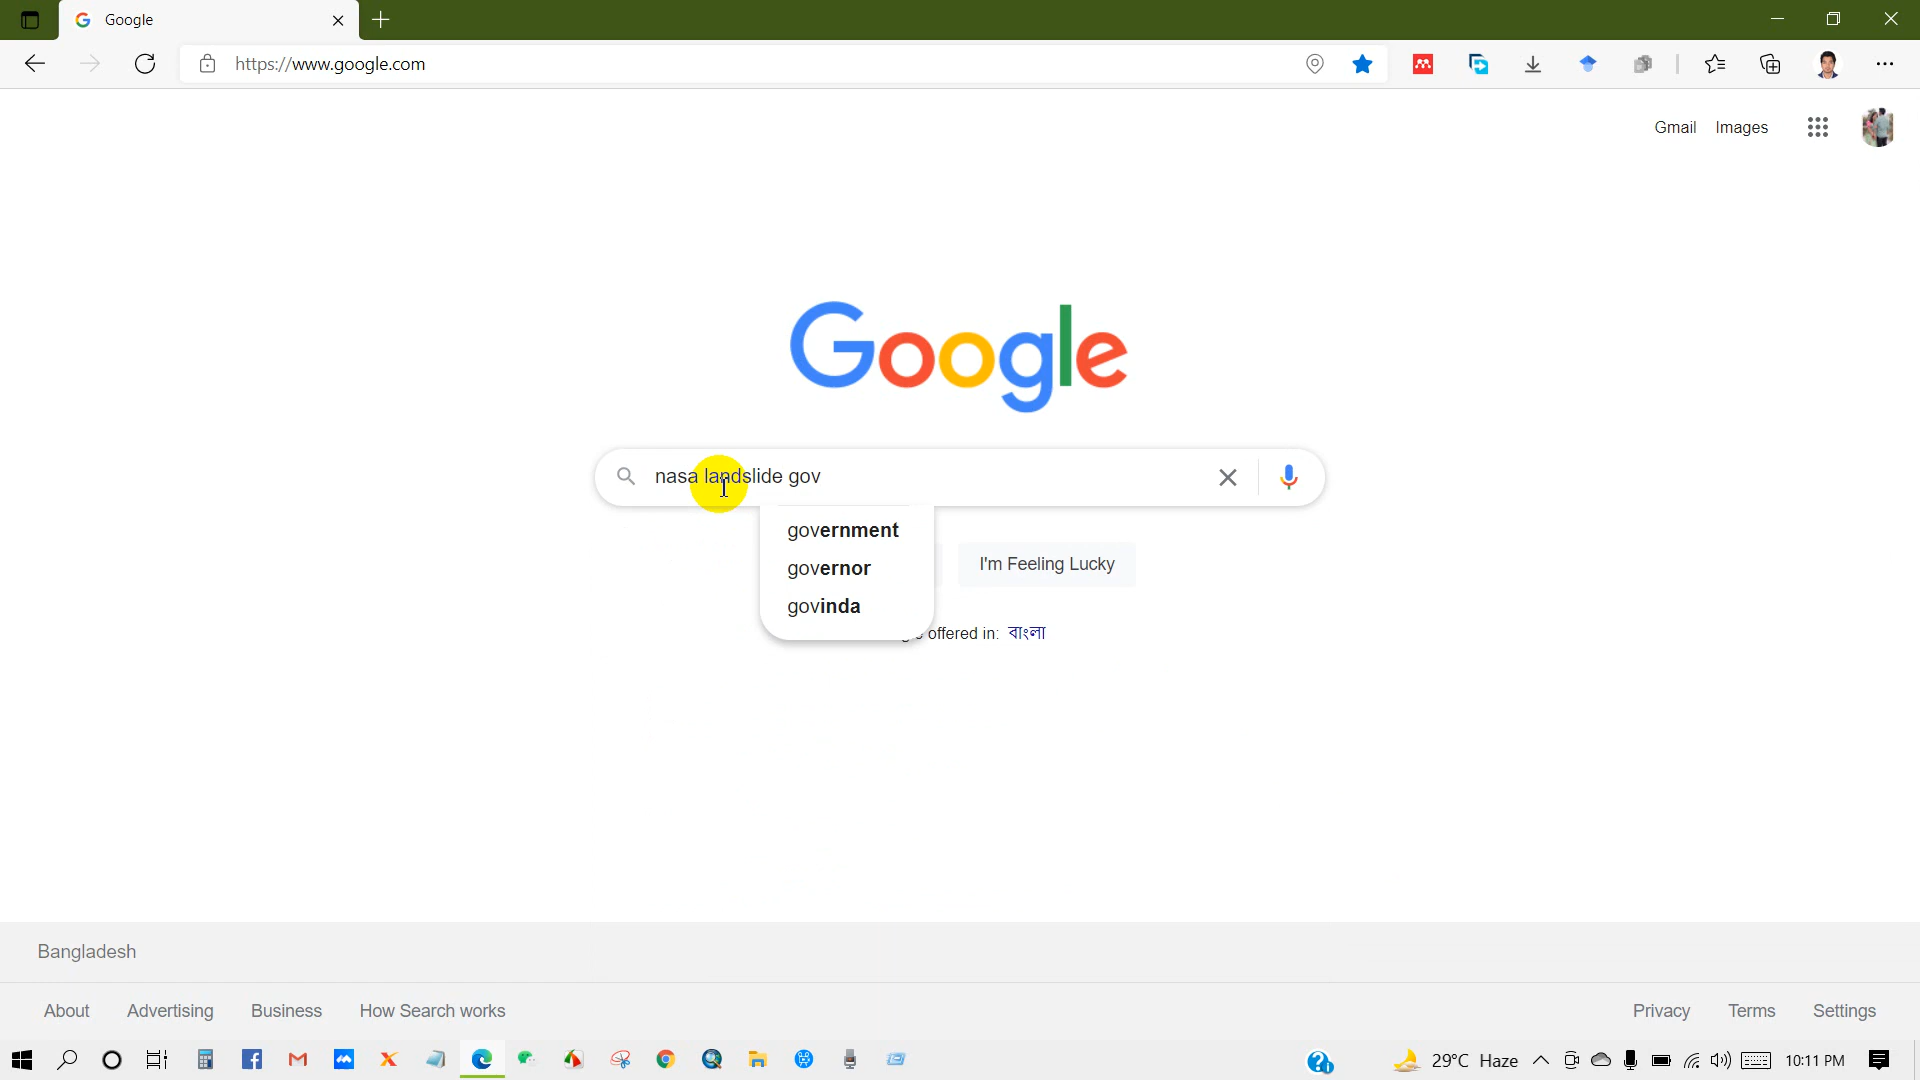 Google
https://www.google.com
Gmail Images
Google
nasa landslide gov
government
governor
govinda
I'm Feeling Lucky
offered in: বাংলা
Bangladesh
About Advertising Business How Search works
Privacy Terms Settings
29°C Haze
10:11 PM